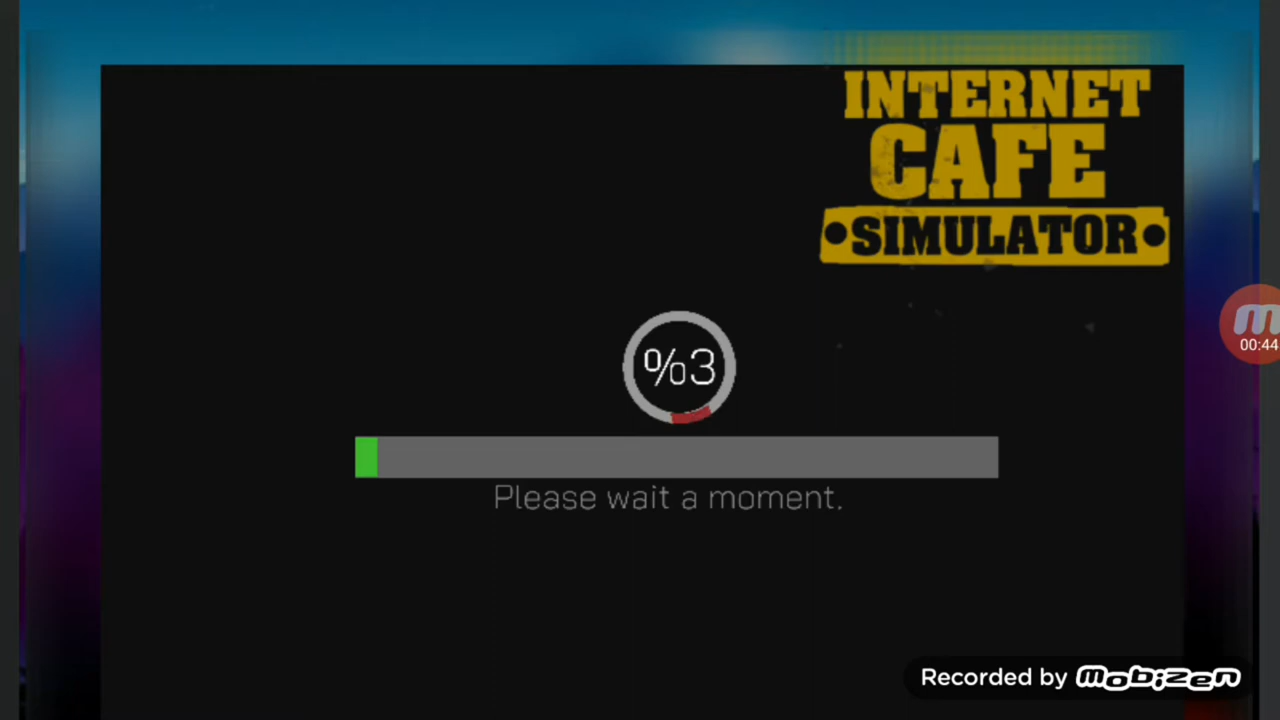 INTERNET
CAFE
SIMULATOR
%3
00:44
Please wait a moment.
Recorded by Mobizen